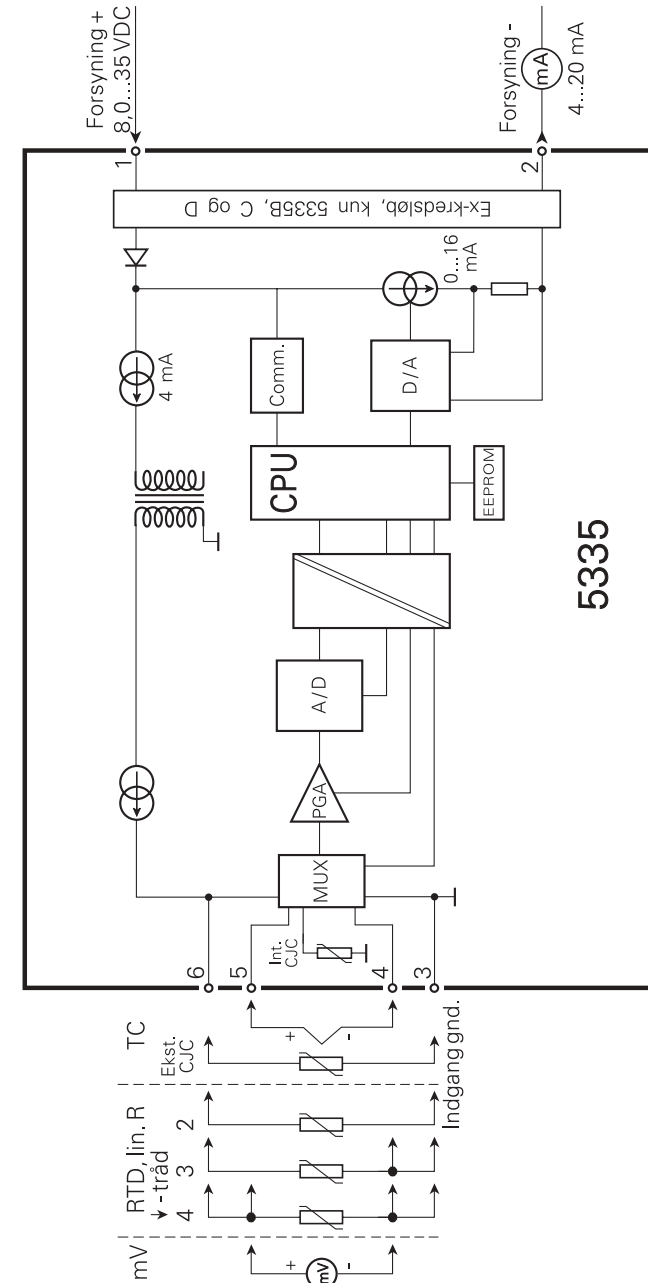 mV
RTD, lin. R
-tråd
4
3
2
TC
Ekst.
CJC
+
-
mV
+
-
Indgang gnd.
6
5
4
3
Int.
CJC
MUX
PGA
A/D
CPU
EEPROM
Comm.
D/A
4 mA
0...16
mA
Ex-kredsløb, kun 5335B, C og D
1
2
Forsyning +
8,0...35 VDC
Forsyning -
mA
4...20 mA
5335